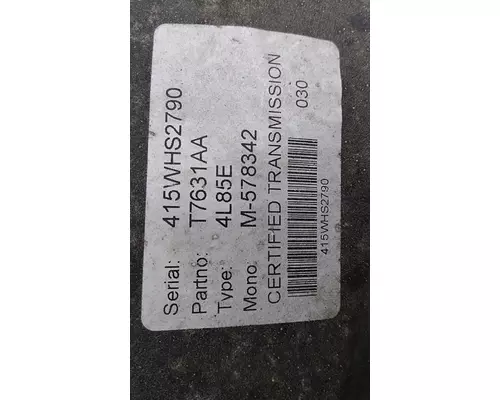 Serial: 415WHS2790
Partno: T7631AA
Type: 4L85E
Mono: M-578342
CERTIFIED TRANSMISSION
030
415WHS2790